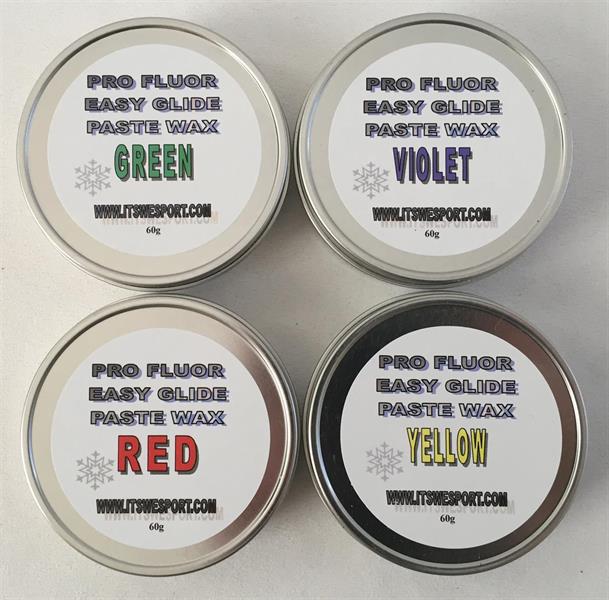 PRO FLUOR
EASY GLIDE
PASTE WAX
GREEN
WWW.ITSWESPORT.COM
60g
PRO FLUOR
EASY GLIDE
PASTE WAX
VIOLET
WWW.ITSWESPORT.COM
60g
PRO FLUOR
EASY GLIDE
PASTE WAX
RED
WWW.ITSWESPORT.COM
60g
PRO FLUOR
EASY GLIDE
PASTE WAX
YELLOW
WWW.ITSWESPORT.COM
60g